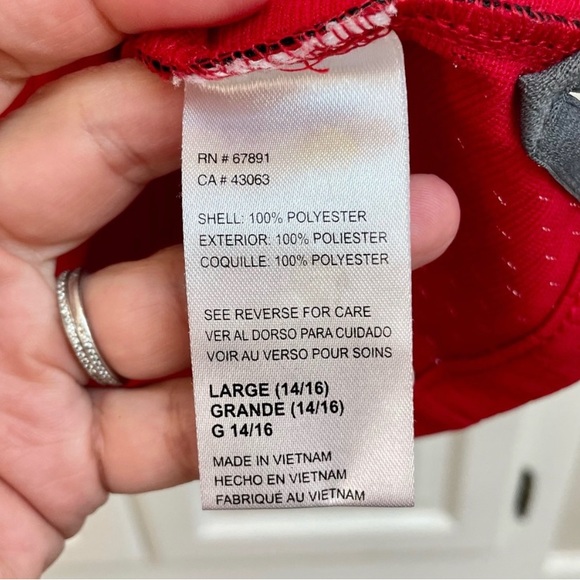 RN # 67891
CA # 43063
SHELL: 100% POLYESTER
EXTERIOR: 100% POLIESTER
COQUILLE: 100% POLYESTER
SEE REVERSE FOR CARE
VER AL DORSO PARA CUIDADO
VOIR AU VERSO POUR SOINS
LARGE (14/16)
GRANDE (14/16)
G 14/16
MADE IN VIETNAM
HECHO EN VIETNAM
FABRIQUÉ AU VIETNAM